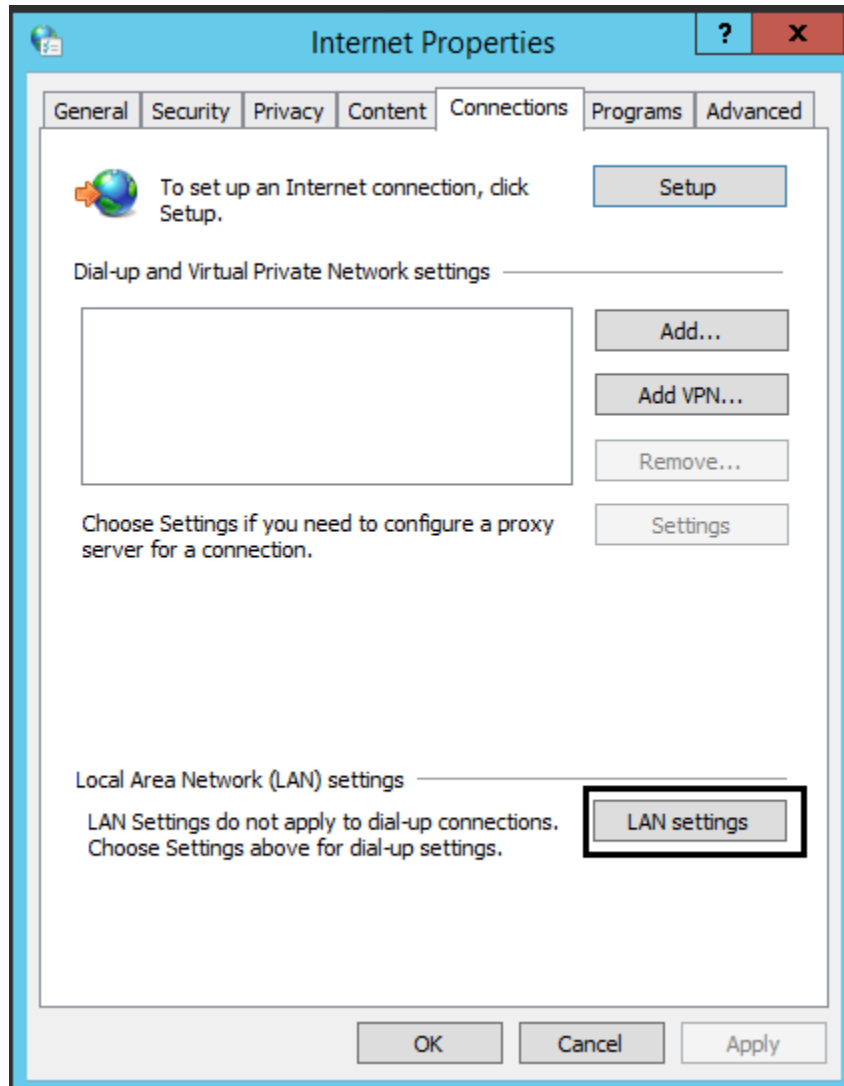 Internet Properties
?
x
General Security Privacy Content Connections Programs Advanced
To set up an Internet connection, click
Setup.
Setup
Dial-up and Virtual Private Network settings
Add...
Add VPN...
Remove...
Choose Settings if you need to configure a proxy
server for a connection.
Settings
Local Area Network (LAN) settings
LAN Settings do not apply to dial-up connections.
Choose Settings above for dial-up settings.
LAN settings
OK Cancel Apply